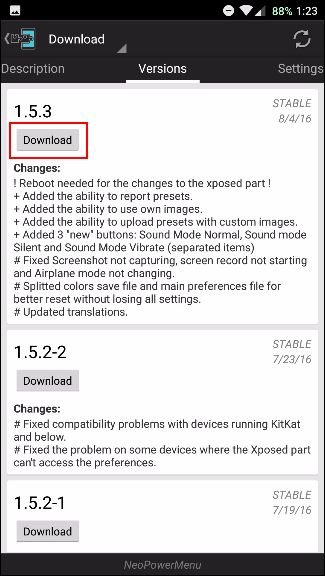 88% 1:23
Download
Description Versions Settings
1.5.3 STABLE
8/4/16
Download
Changes:
! Reboot needed for the changes to the xposed part !
+ Added the ability to report presets.
+ Added the ability to use own images.
+ Added the ability to upload presets with custom images.
+ Added 3 "new" buttons: Sound Mode Normal, Sound mode
Silent and Sound Mode Vibrate (separated items)
# Fixed Screenshot not capturing, screen record not starting
and Airplane mode not changing.
# Splitted colors save file and main preferences file for
better reset without losing all settings.
# Updated translations.
1.5.2-2 STABLE
7/23/16
Download
Changes:
# Fixed compatibility problems with devices running KitKat
and below.
# Fixed the problem on some devices where the Xposed part
can't access the preferences.
1.5.2-1 STABLE
7/19/16
Download
NeoPowerMenu